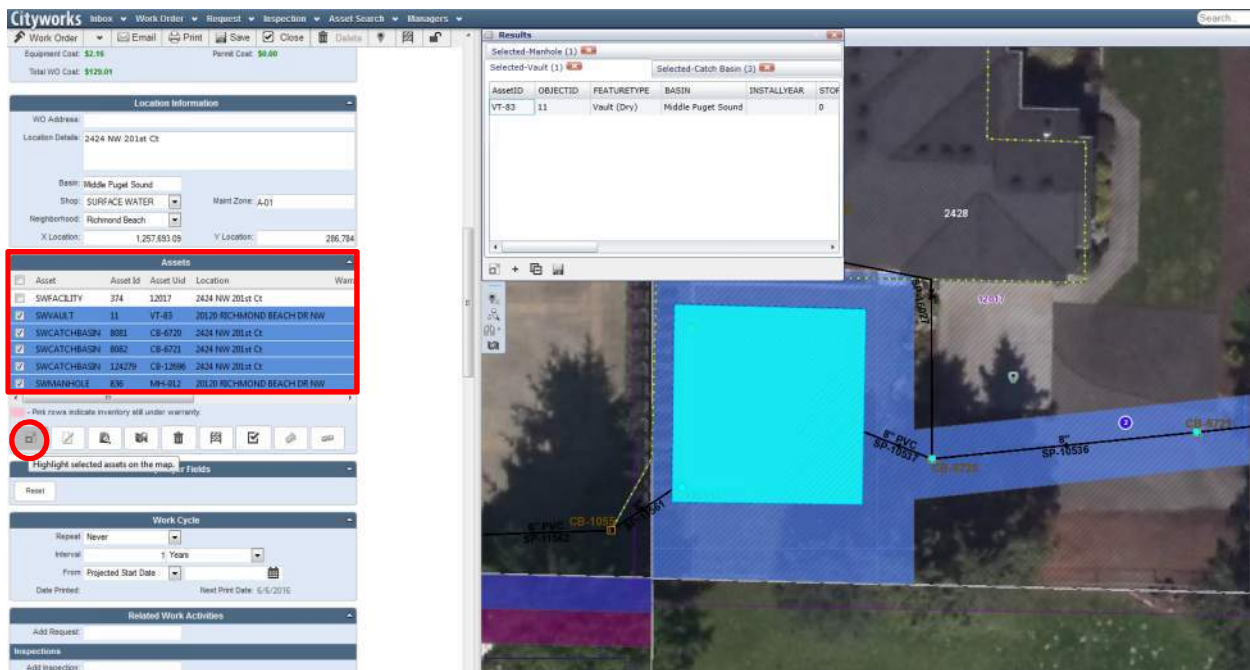 Cityworks Inbox Work Order Request Inspection Asset Search Managers Search...
Work Order Email Print Save Close Delete
Equipment Cost: $2.16 Permit Cost: $0.00
Total WO Cost: $129.01
Location Information
WO Address:
Location Details: 2424 NW 201st Ct
Basin: Middle Puget Sound
Shop: SURFACE WATER Maint Zone: A-01
Neighborhood: Richmond Beach
X Location: 1,257,693.09 Y Location: 286,784
Assets
Asset Asset Id Asset Uid Location Warr
SWFACILITY 374 12017 2424 NW 201st Ct
SWVAULT 11 VT-83 20120 RICHMOND BEACH DR NW
SWCATCHBASIN 8081 CB-6720 2424 NW 201st Ct
SWCATCHBASIN 8082 CB-6721 2424 NW 201st Ct
SWCATCHBASIN 124279 CB-12696 2424 NW 201st Ct
SWMANHOLE 836 MH-912 20120 RICHMOND BEACH DR NW
- Pink rows indicate inventory still under warranty.
Highlight selected assets on the map.
Fields
Reset
Work Cycle
Repeat Never
Interval 1 Years
From Projected Start Date
Date Printed: Next Print Date: 6/6/2016
Related Work Activities
Add Request:
Inspections
Add Inspection:
Results
Selected-Manhole (1)
Selected-Vault (1) Selected-Catch Basin (3)
AssetID OBJECTID FEATURETYPE BASIN INSTALLYEAR STOR
VT-83 11 Vault (Dry) Middle Puget Sound 0
2428
12017
8" PVC
SP-10537
CB-6720
8"
SP-10536
2
CB-6721
8" PVC
SP-11562
CB-1055